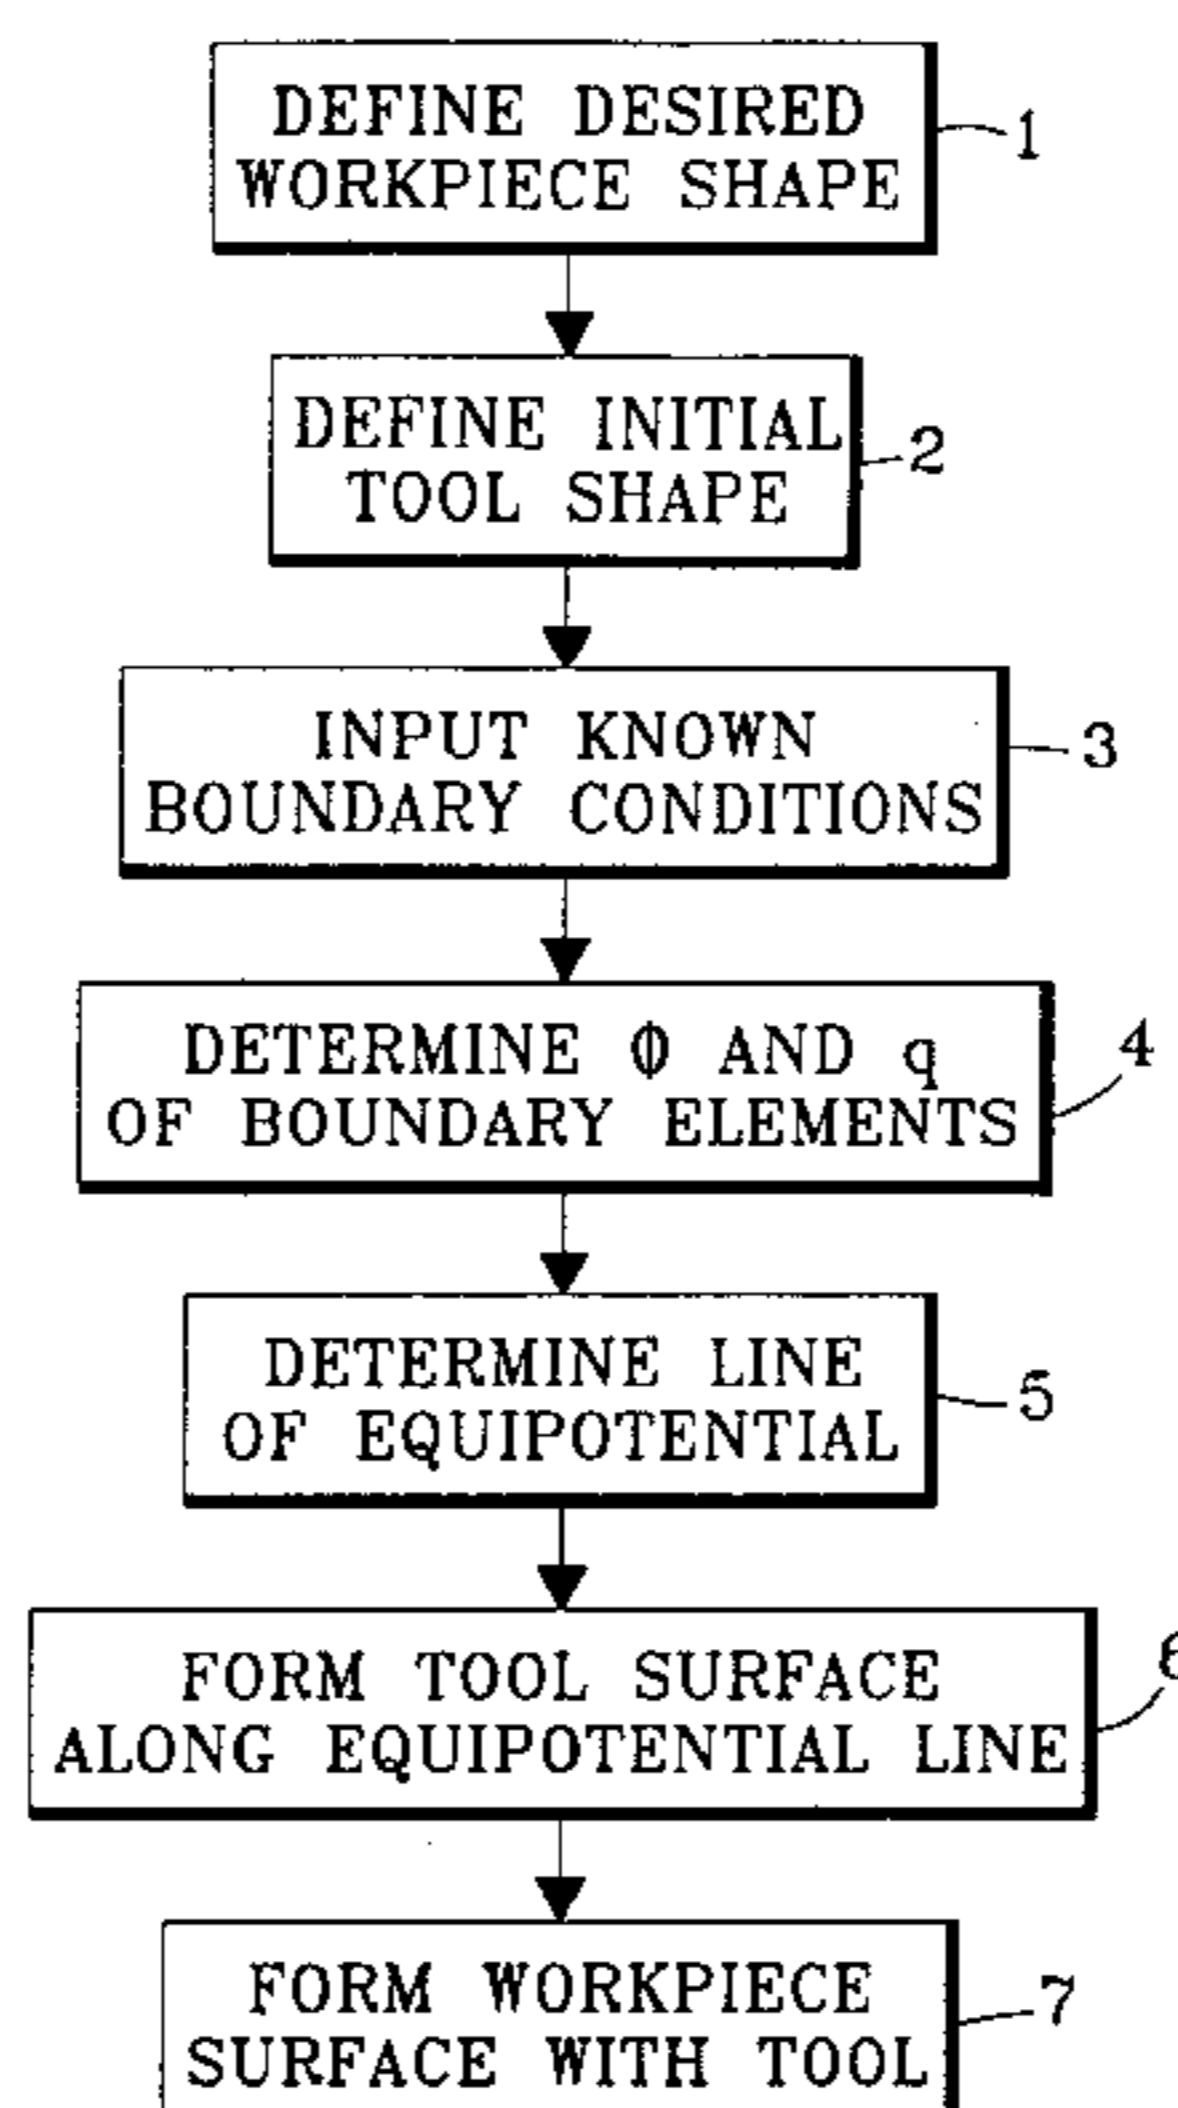 DEFINE DESIRED
WORKPIECE SHAPE
1
DEFINE INITIAL
TOOL SHAPE
2
INPUT KNOWN
BOUNDARY CONDITIONS
3
DETERMINE Φ AND q
OF BOUNDARY ELEMENTS
4
DETERMINE LINE
OF EQUIPOTENTIAL
5
FORM TOOL SURFACE
ALONG EQUIPOTENTIAL LINE
6
FORM WORKPIECE
SURFACE WITH TOOL
7